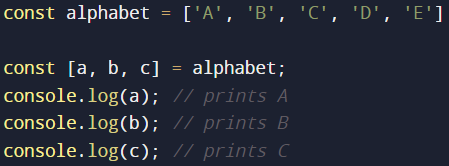 const alphabet = ['A', 'B', 'C', 'D', 'E']
const [a, b, c] = alphabet;
console.log(a); // prints A
console.log(b); // prints B
console.log(c); // prints C